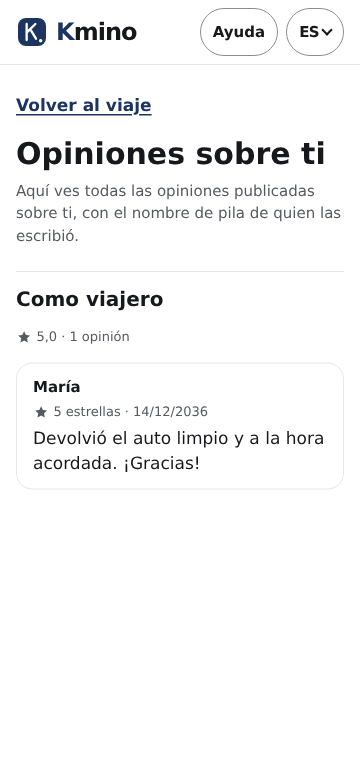 K. Kmino
Ayuda
ES
Volver al viaje
Opiniones sobre ti
Aquí ves todas las opiniones publicadas
sobre ti, con el nombre de pila de quien las
escribió.
Como viajero
5,0 · 1 opinión
María
5 estrellas · 14/12/2036
Devolvió el auto limpio y a la hora
acordada. ¡Gracias!